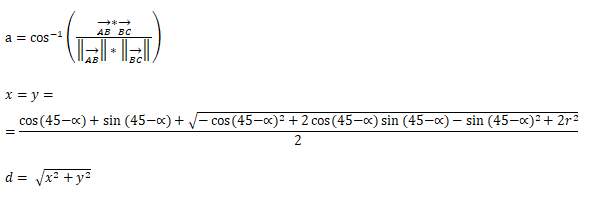 a = cos⁻¹ ( (→ * →) / (‖→‖ * ‖→‖) )
AB BC
AB BC
x = y =
= (cos (45−∝) + sin (45−∝) + √(− cos (45−∝)² + 2 cos (45−∝) sin (45−∝) − sin (45−∝)² + 2r²)) / 2
d = √(x² + y²)